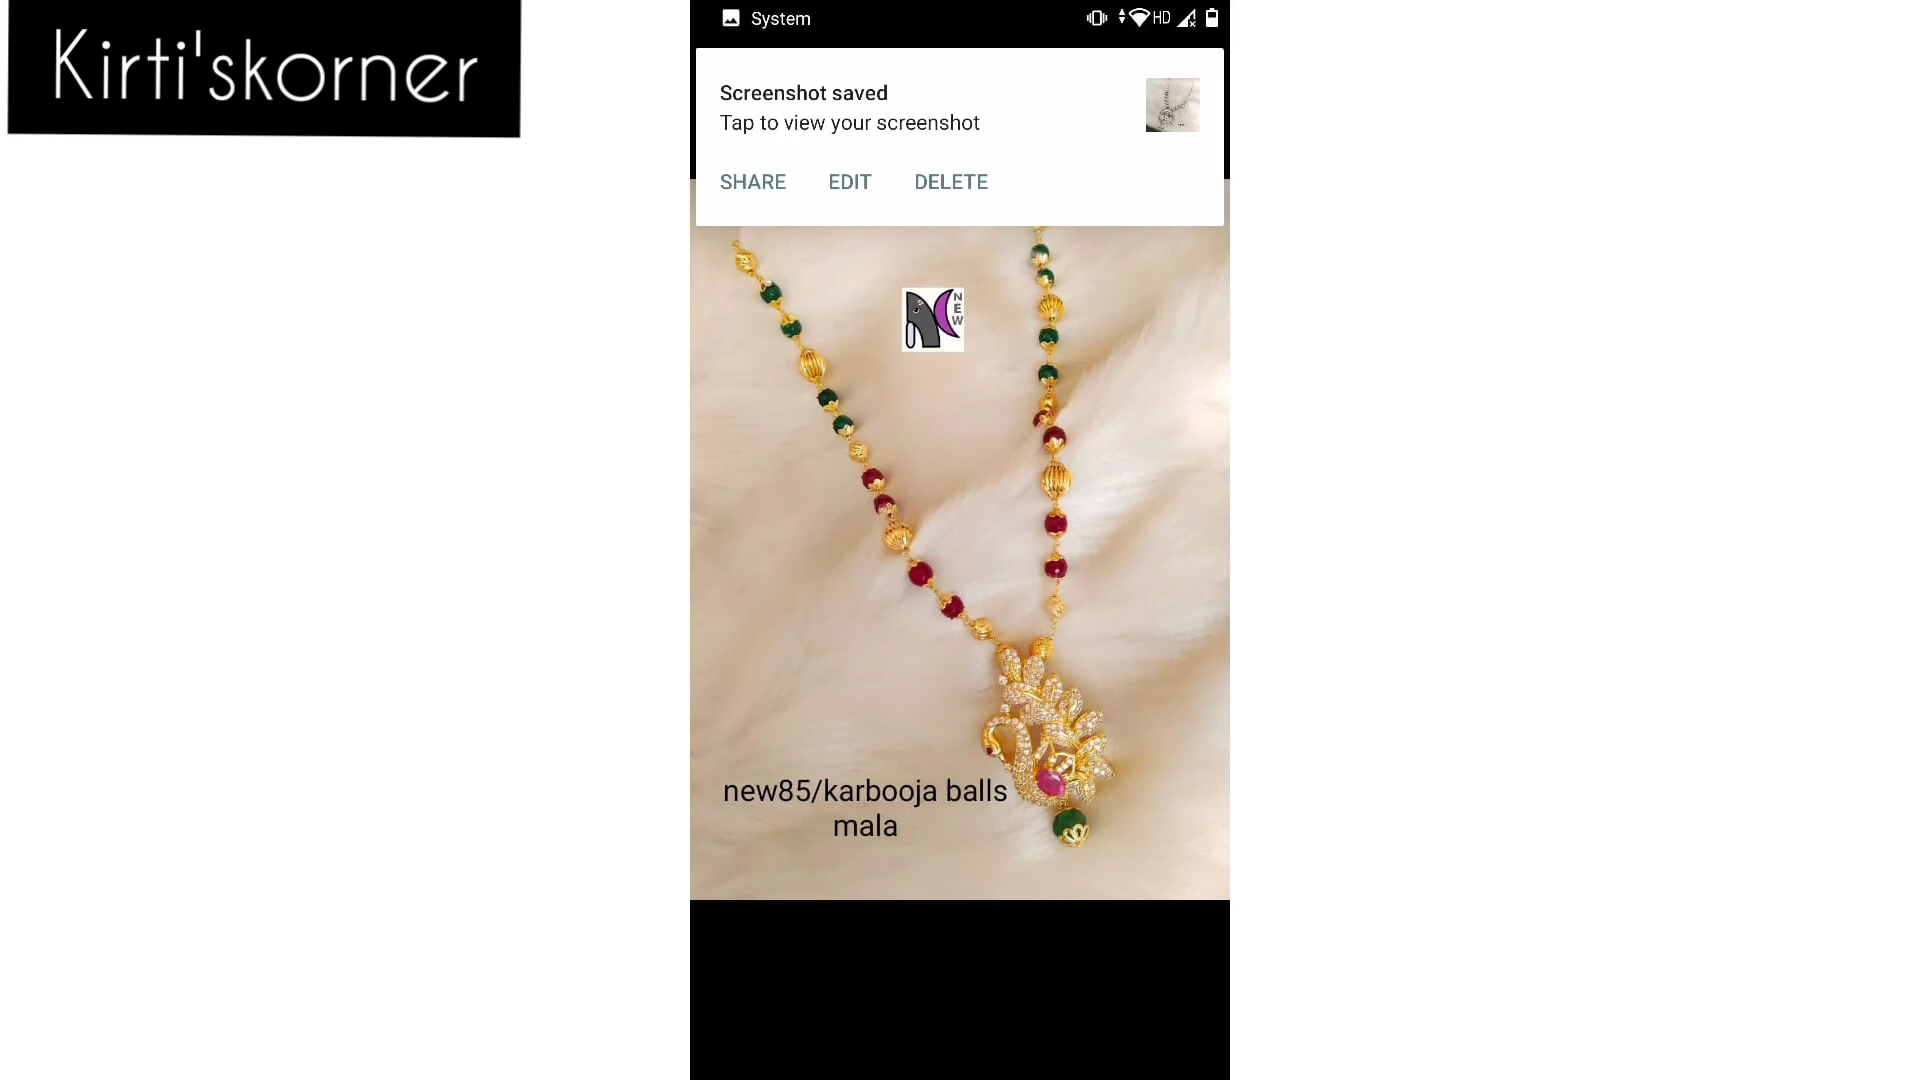 Kirti'skorner
System
HD
Screenshot saved
Tap to view your screenshot
SHARE EDIT DELETE
NEW
new85/karbooja balls
mala